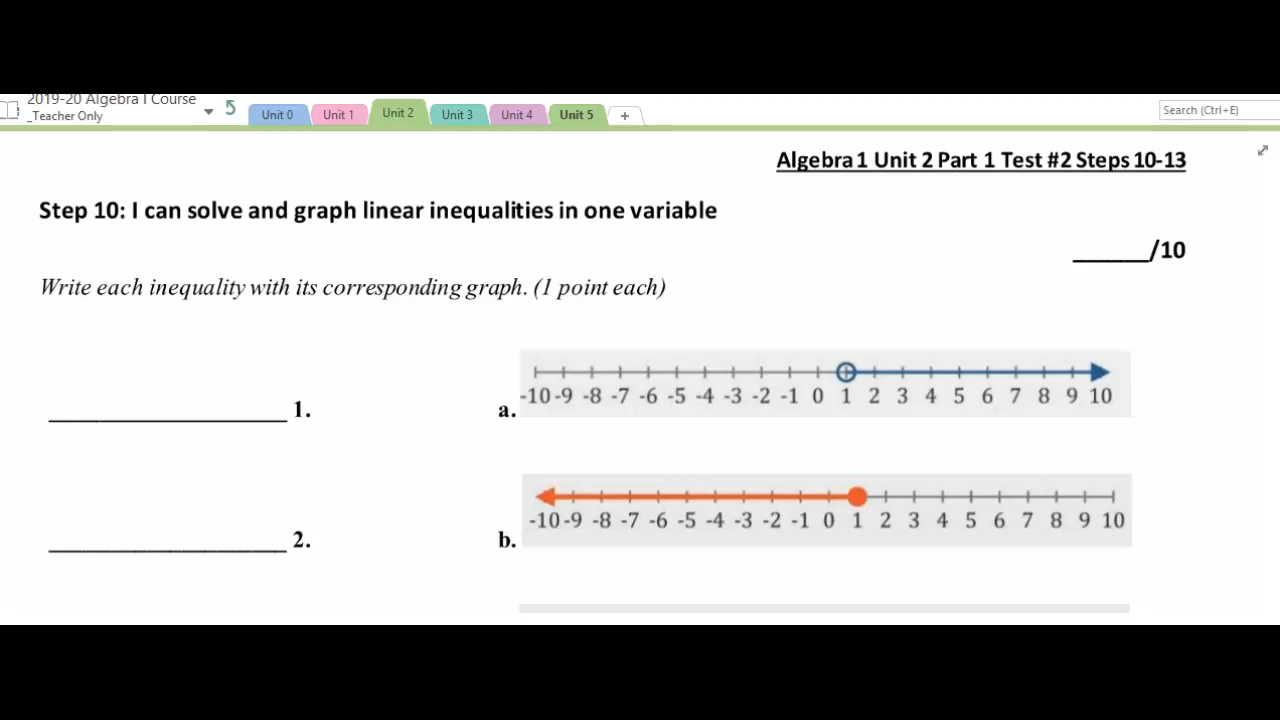 2019-20 Algebra I Course
_Teacher Only
Unit 0 Unit 1 Unit 2 Unit 3 Unit 4 Unit 5 +
Search (Ctrl+E)
Algebra 1 Unit 2 Part 1 Test #2 Steps 10-13
Step 10: I can solve and graph linear inequalities in one variable
______/10
Write each inequality with its corresponding graph. (1 point each)
-10 -9 -8 -7 -6 -5 -4 -3 -2 -1 0 1 2 3 4 5 6 7 8 9 10
____________________ 1. a.
-10 -9 -8 -7 -6 -5 -4 -3 -2 -1 0 1 2 3 4 5 6 7 8 9 10
____________________ 2. b.